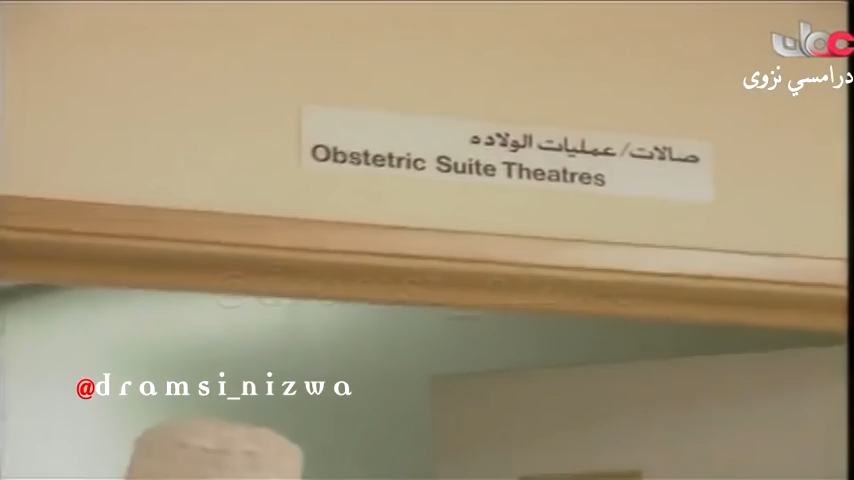 درامسي نزوى
صالات/عمليات الولاده
Obstetric Suite Theatres
@dramsi_nizwa